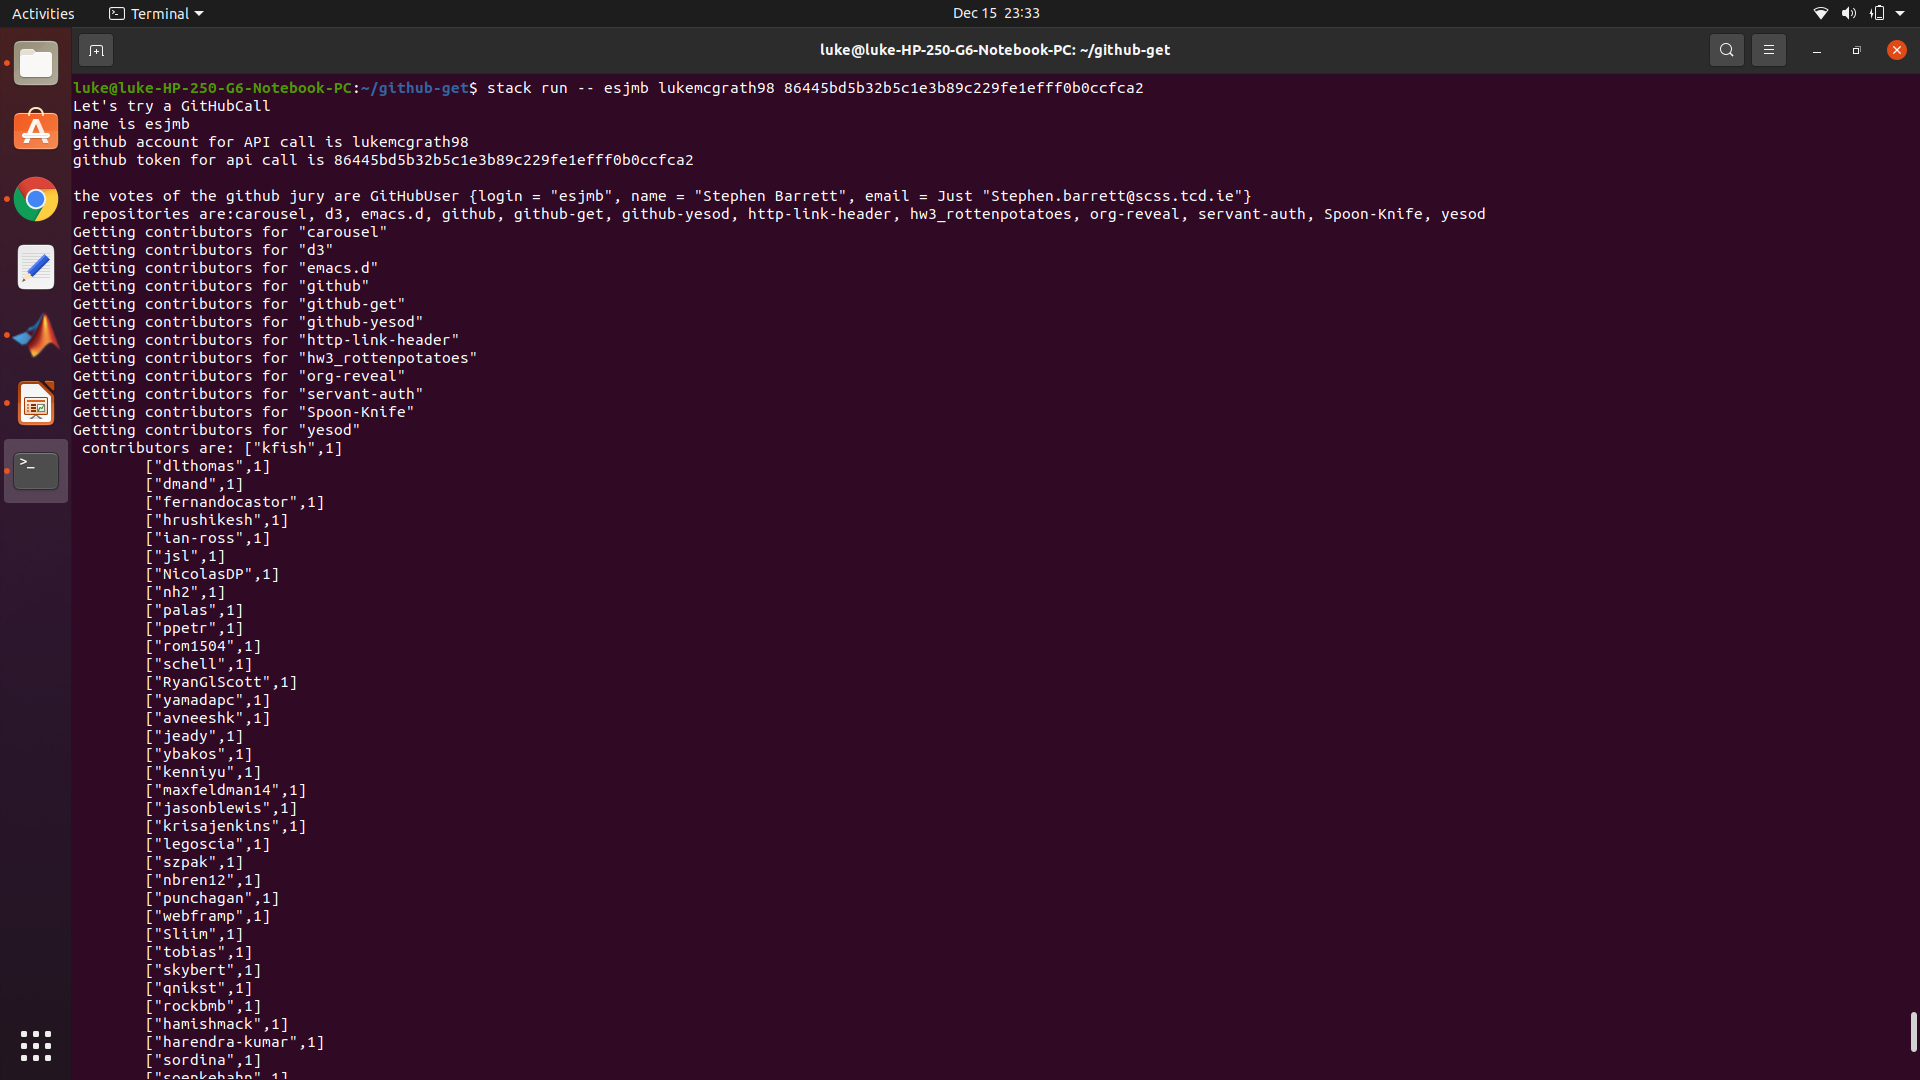 Activities
Terminal
Dec 15 23:33
luke@luke-HP-250-G6-Notebook-PC: ~/github-get
luke@luke-HP-250-G6-Notebook-PC:~/github-get$ stack run -- esjmb lukemcgrath98 86445bd5b32b5c1e3b89c229fe1efff0b0ccfca2
Let's try a GitHubCall
name is esjmb
github account for API call is lukemcgrath98
github token for api call is 86445bd5b32b5c1e3b89c229fe1efff0b0ccfca2
the votes of the github jury are GitHubUser {login = "esjmb", name = "Stephen Barrett", email = Just "Stephen.barrett@scss.tcd.ie"}
repositories are:carousel, d3, emacs.d, github, github-get, github-yesod, http-link-header, hw3_rottenpotatoes, org-reveal, servant-auth, Spoon-Knife, yesod
Getting contributors for "carousel"
Getting contributors for "d3"
Getting contributors for "emacs.d"
Getting contributors for "github"
Getting contributors for "github-get"
Getting contributors for "github-yesod"
Getting contributors for "http-link-header"
Getting contributors for "hw3_rottenpotatoes"
Getting contributors for "org-reveal"
Getting contributors for "servant-auth"
Getting contributors for "Spoon-Knife"
Getting contributors for "yesod"
contributors are: ["kfish",1]
["dlthomas",1]
["dmand",1]
["fernandocastor",1]
["hrushikesh",1]
["ian-ross",1]
["jsl",1]
["NicolasDP",1]
["nh2",1]
["palas",1]
["ppetr",1]
["rom1504",1]
["schell",1]
["RyanGlScott",1]
["yamadapc",1]
["avneeshk",1]
["jeady",1]
["ybakos",1]
["kenniyu",1]
["maxfeldman14",1]
["jasonblewis",1]
["krisajenkins",1]
["legoscia",1]
["szpak",1]
["nbren12",1]
["punchagan",1]
["webframp",1]
["Sliim",1]
["tobias",1]
["skybert",1]
["qnikst",1]
["rockbmb",1]
["hamishmack",1]
["harendra-kumar",1]
["sordina",1]
["soenkehahn",1]